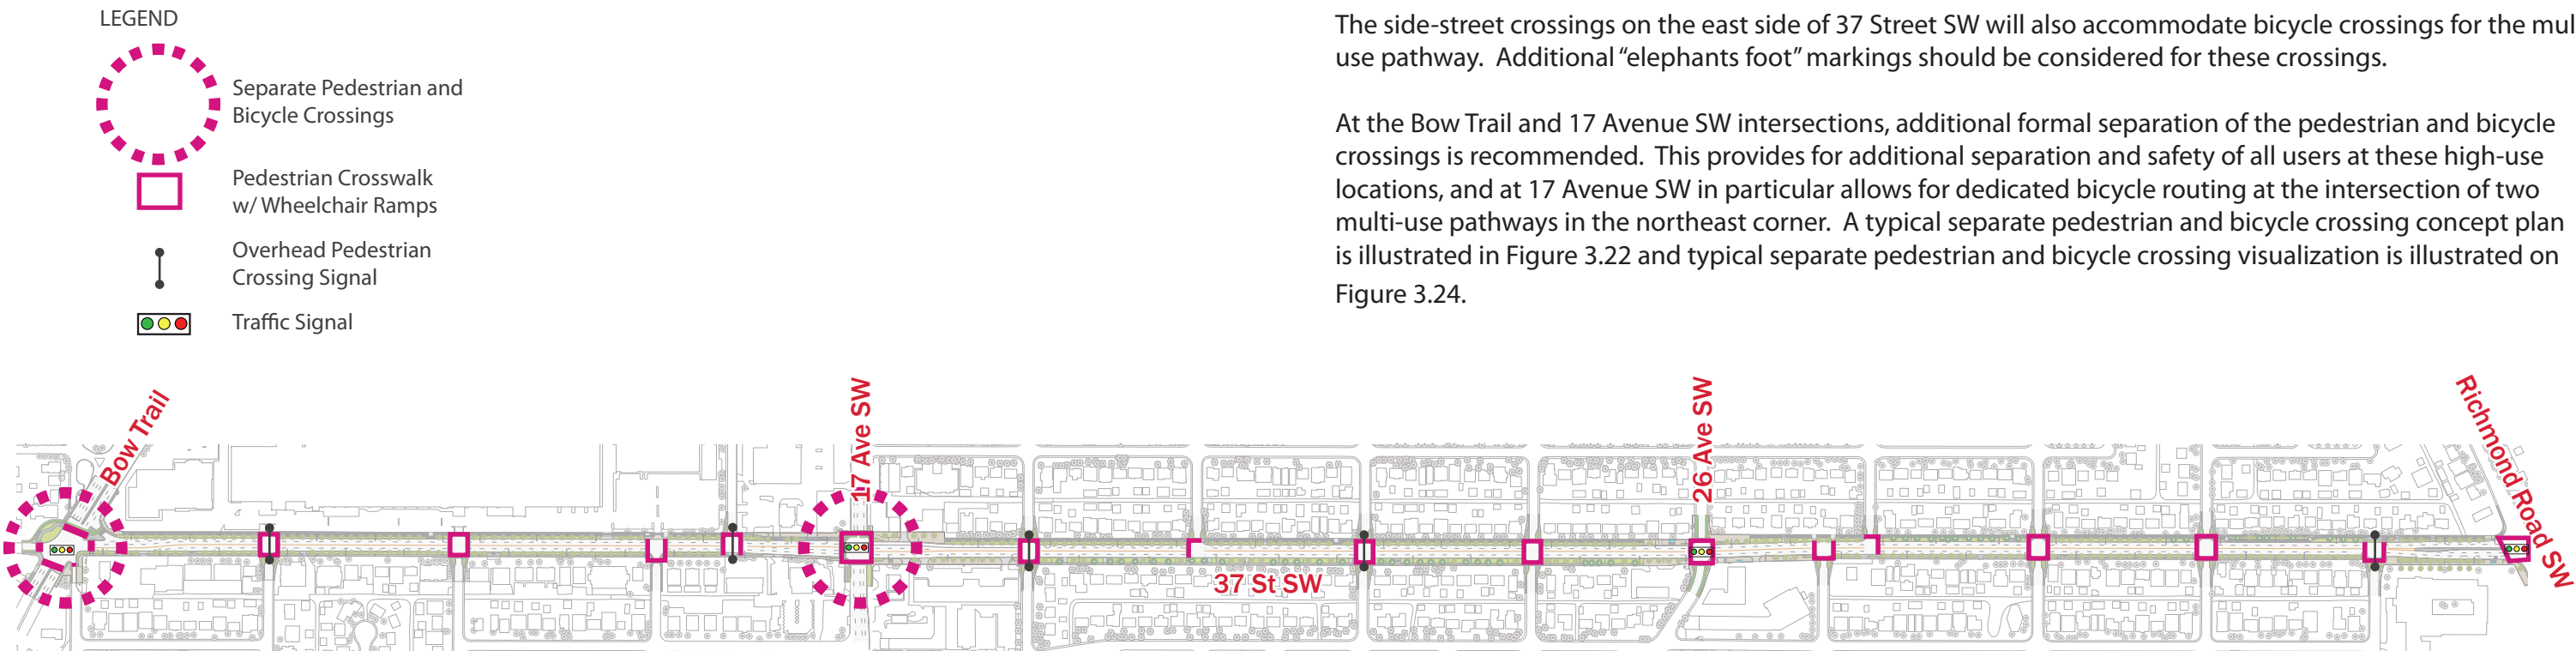 LEGEND
Separate Pedestrian and
Bicycle Crossings
Pedestrian Crosswalk
w/ Wheelchair Ramps
Overhead Pedestrian
Crossing Signal
Traffic Signal
The side-street crossings on the east side of 37 Street SW will also accommodate bicycle crossings for the mul
use pathway. Additional “elephants foot” markings should be considered for these crossings.
At the Bow Trail and 17 Avenue SW intersections, additional formal separation of the pedestrian and bicycle
crossings is recommended. This provides for additional separation and safety of all users at these high-use
locations, and at 17 Avenue SW in particular allows for dedicated bicycle routing at the intersection of two
multi-use pathways in the northeast corner. A typical separate pedestrian and bicycle crossing concept plan
is illustrated in Figure 3.22 and typical separate pedestrian and bicycle crossing visualization is illustrated on
Figure 3.24.
Bow Trail
17 Ave SW
26 Ave SW
Richmond Road SW
37 St SW